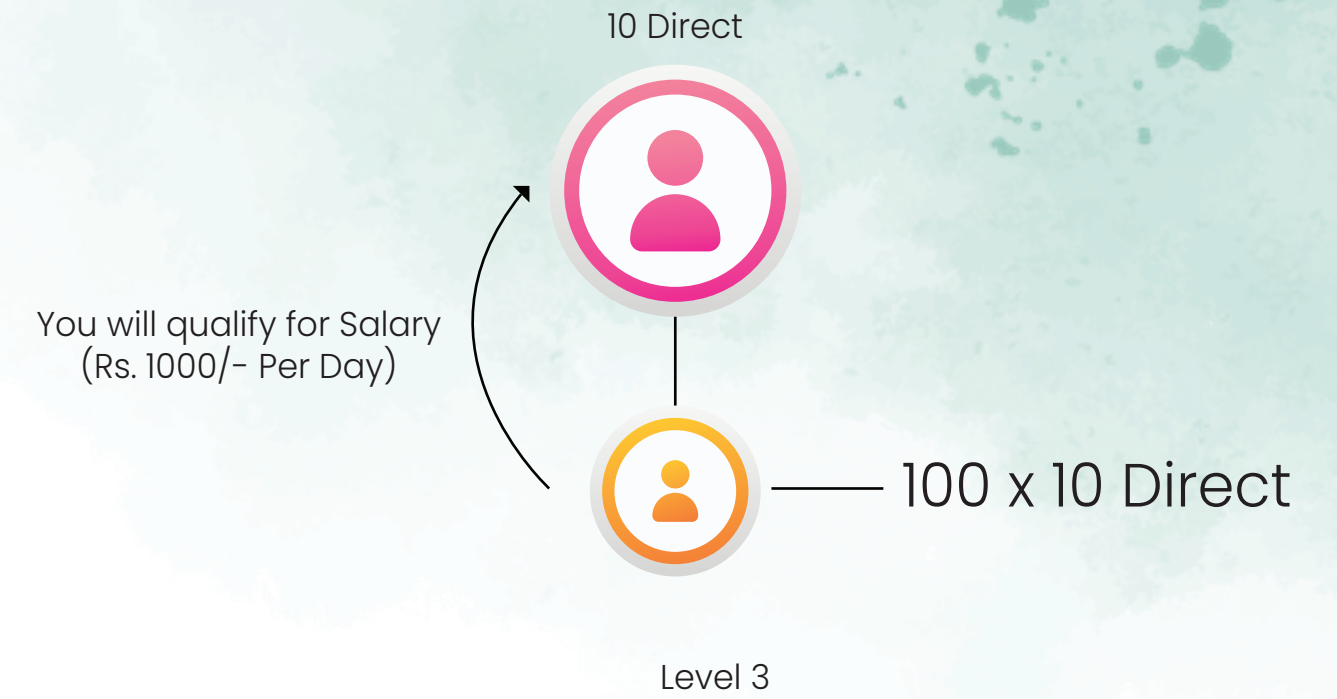 10 Direct
You will qualify for Salary
(Rs. 1000/- Per Day)
100 x 10 Direct
Level 3